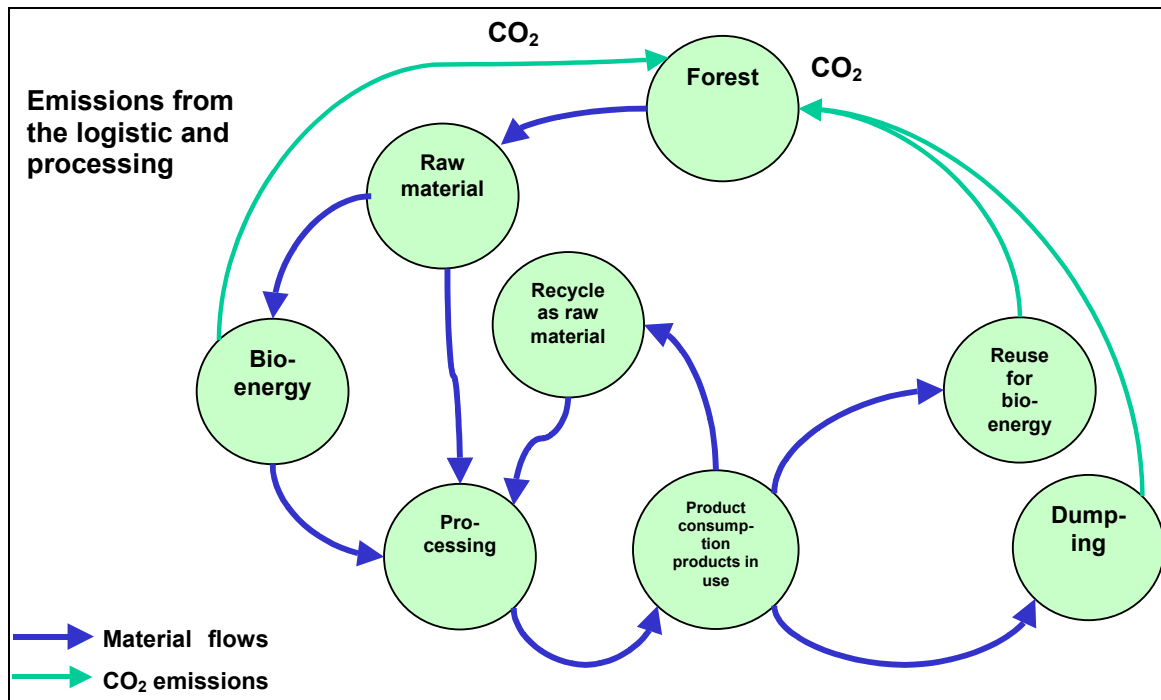 CO₂
Forest
CO₂
Emissions from
the logistic and
processing
Raw
material
Recycle
as raw
material
Bio-
energy
Reuse
for
bio-
energy
Pro-
cessing
Product
consump-
tion
products in
use
Dump-
ing
Material flows
CO₂ emissions